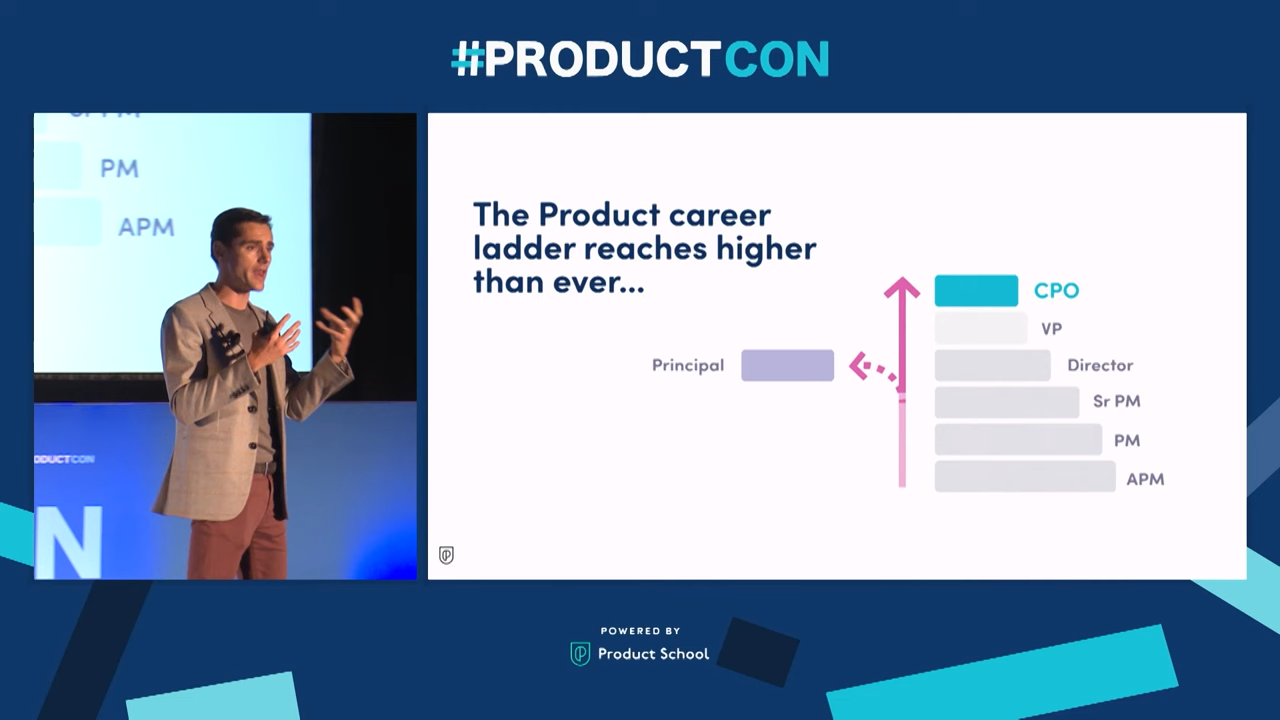 #PRODUCTCON
PM
APM
ODUCTCON
N
The Product career
ladder reaches higher
than ever...
CPO
VP
Principal
Director
Sr PM
PM
APM
POWERED BY
Product School